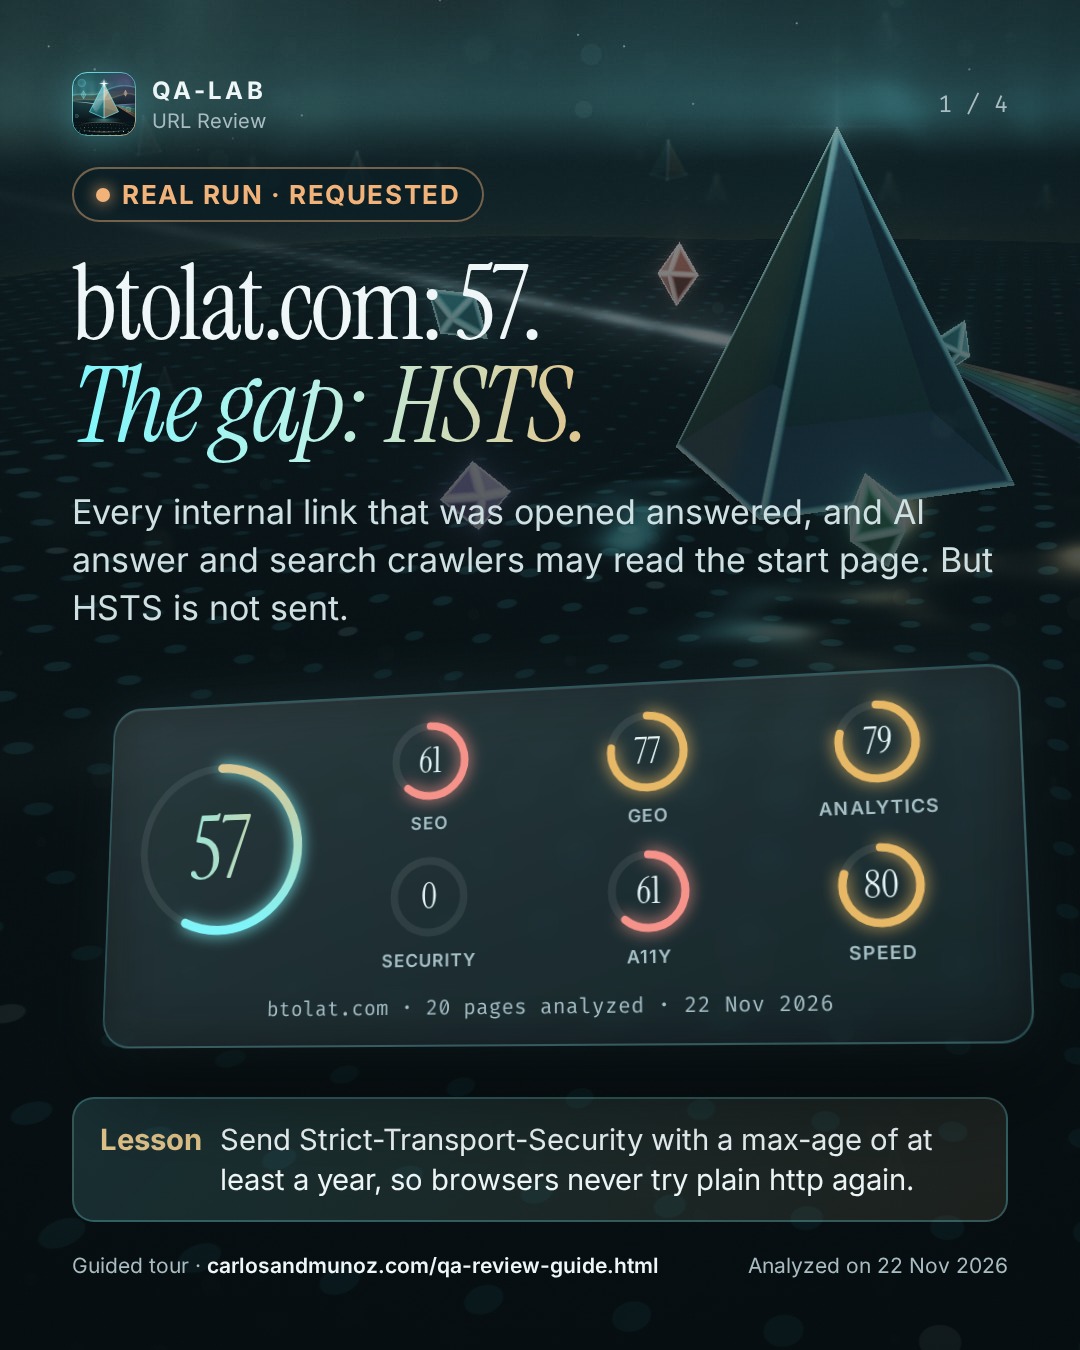 QA-LAB
URL Review
1 / 4
REAL RUN · REQUESTED
btolat.com: 57.
The gap: HSTS.
Every internal link that was opened answered, and AI
answer and search crawlers may read the start page. But
HSTS is not sent.
57
61
SEO
77
GEO
79
ANALYTICS
0
SECURITY
61
A11Y
80
SPEED
btolat.com · 20 pages analyzed · 22 Nov 2026
Lesson Send Strict-Transport-Security with a max-age of at
least a year, so browsers never try plain http again.
Guided tour · carlosandmunoz.com/qa-review-guide.html
Analyzed on 22 Nov 2026